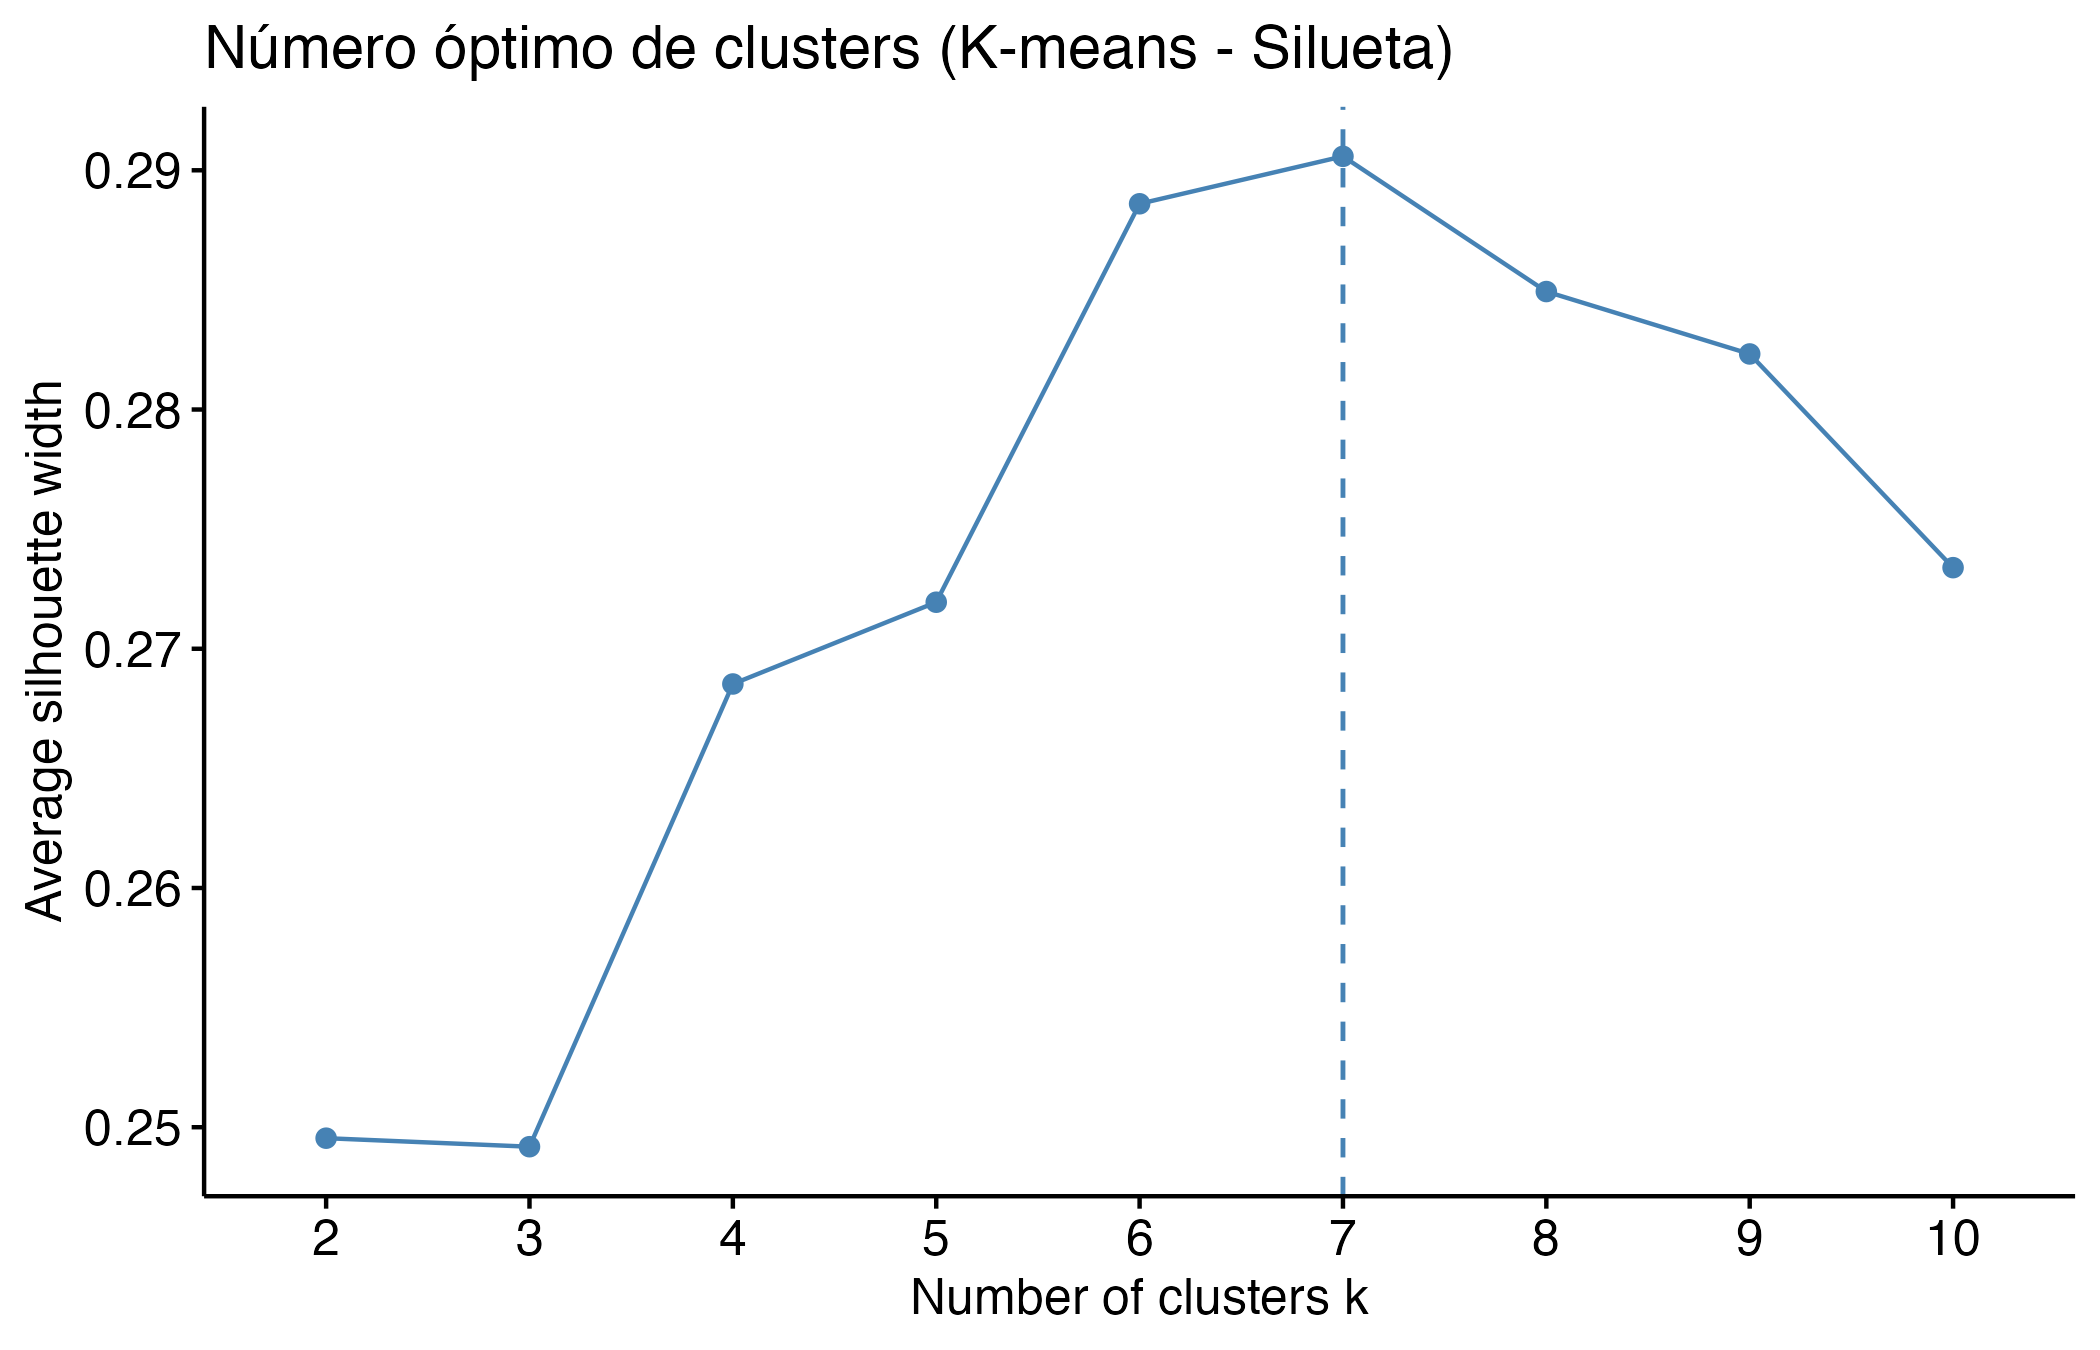 Número óptimo de clusters (K-means - Silueta)
Average silhouette width
0.29
0.28
0.27
0.26
0.25
2 3 4 5 6 7 8 9 10
Number of clusters k